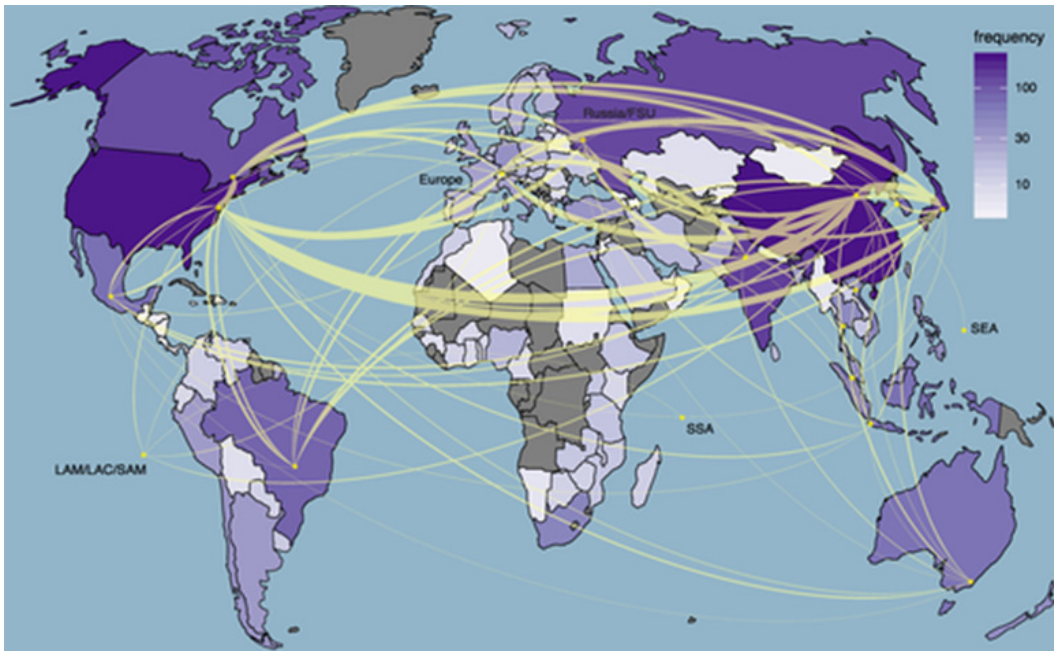 frequency
100
Russia/FSU
30
Europe
10
SEA
SSA
LAM/LAC/SAM